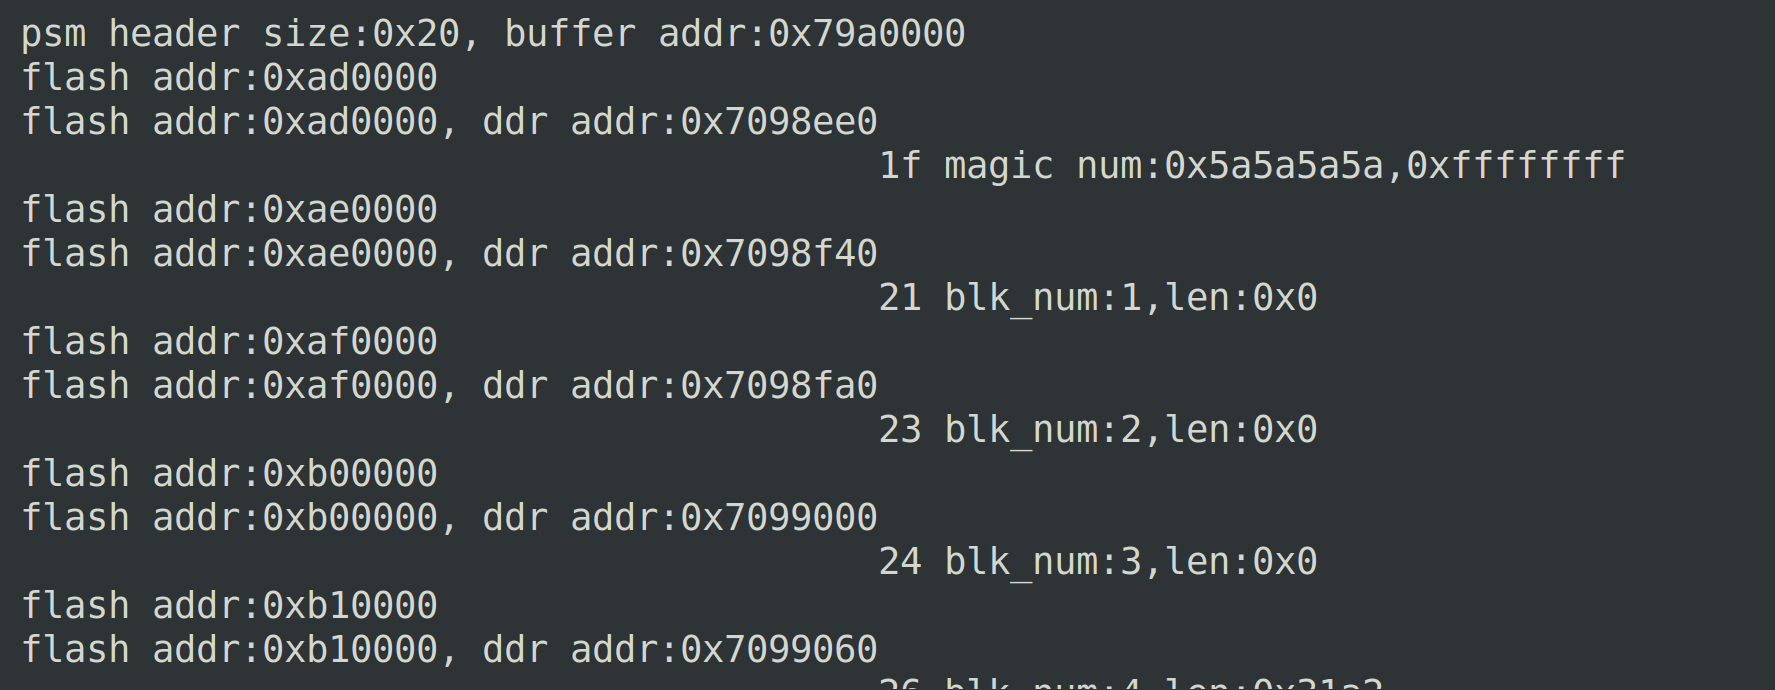 psm header size:0x20, buffer addr:0x79a0000
flash addr:0xad0000
flash addr:0xad0000, ddr addr:0x7098ee0
1f magic num:0x5a5a5a5a,0xffffffff
flash addr:0xae0000
flash addr:0xae0000, ddr addr:0x7098f40
21 blk_num:1,len:0x0
flash addr:0xaf0000
flash addr:0xaf0000, ddr addr:0x7098fa0
23 blk_num:2,len:0x0
flash addr:0xb00000
flash addr:0xb00000, ddr addr:0x7099000
24 blk_num:3,len:0x0
flash addr:0xb10000
flash addr:0xb10000, ddr addr:0x7099060